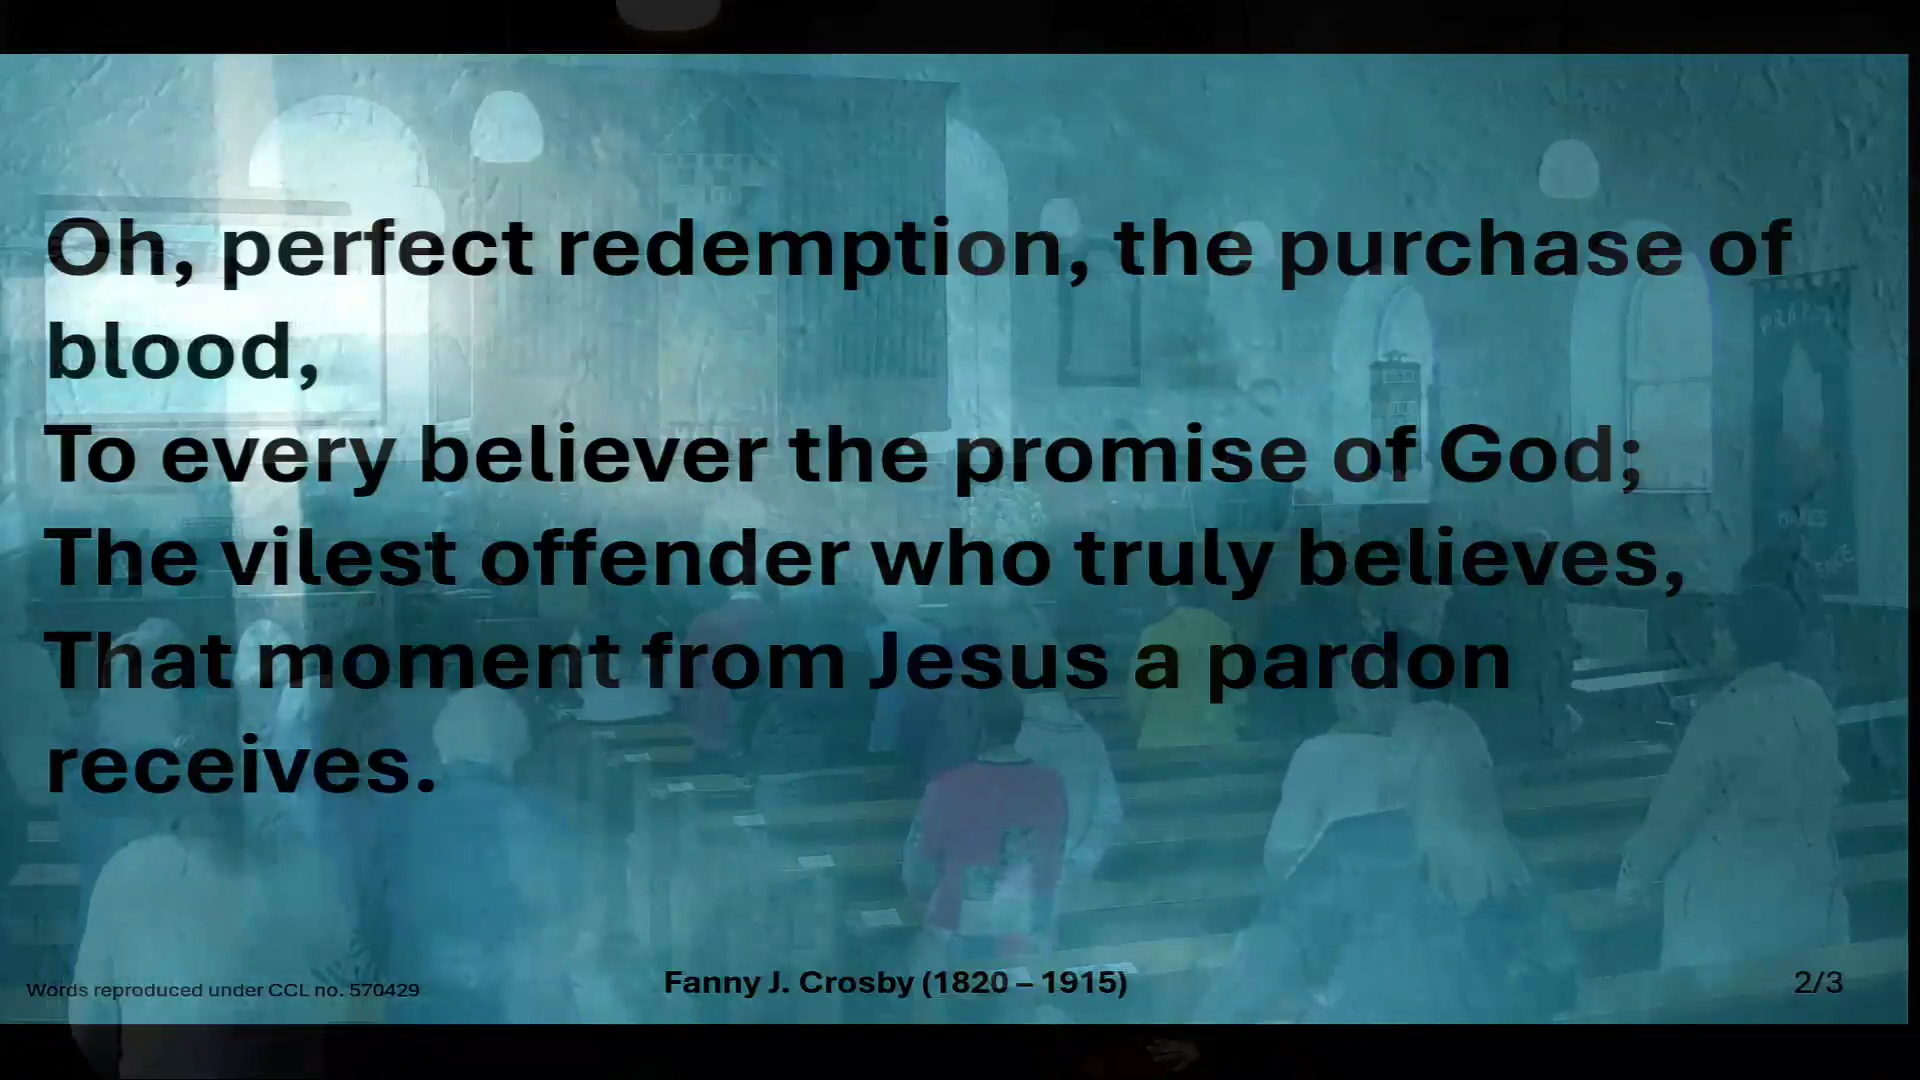 Oh, perfect redemption, the purchase of
blood,
To every believer the promise of God;
The vilest offender who truly believes,
That moment from Jesus a pardon
receives.
Words reproduced under CCL no. 570429
Fanny J. Crosby (1820 – 1915)
2/3